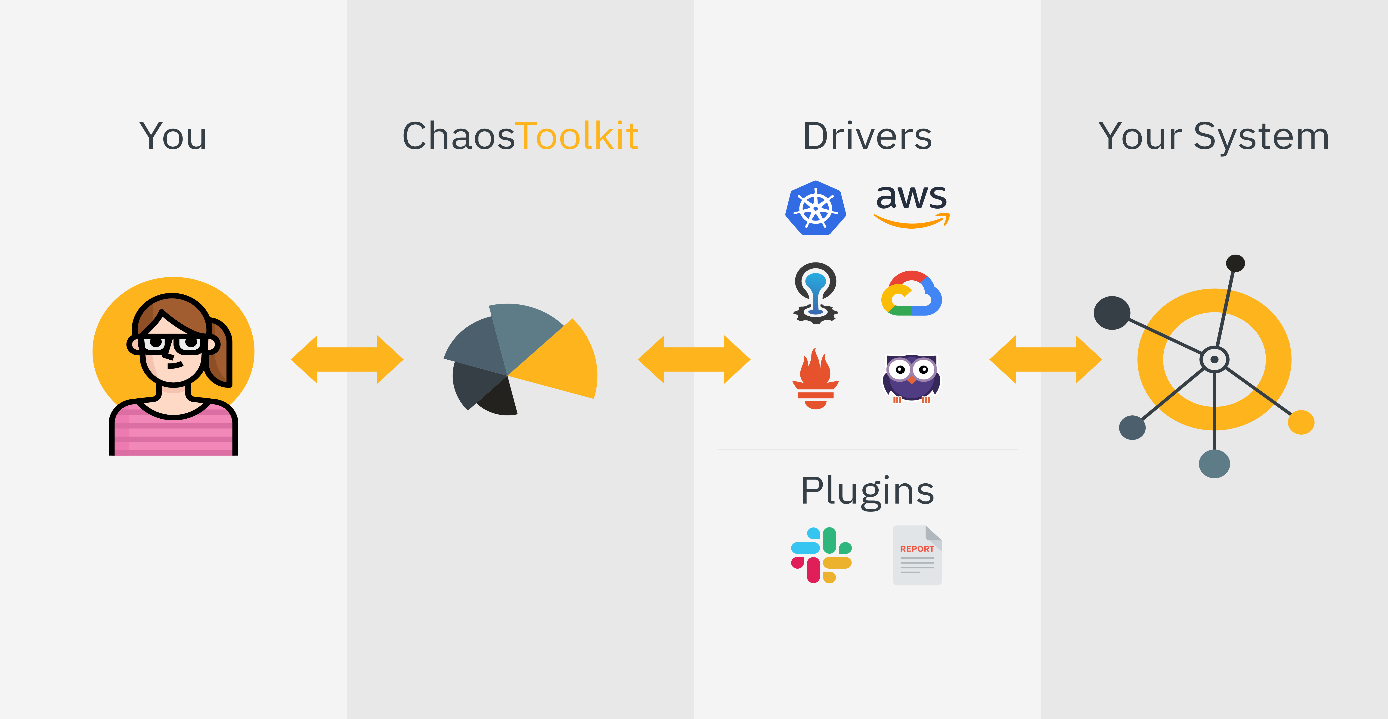 You
ChaosToolkit
Drivers
Your System
aws
Plugins
REPORT